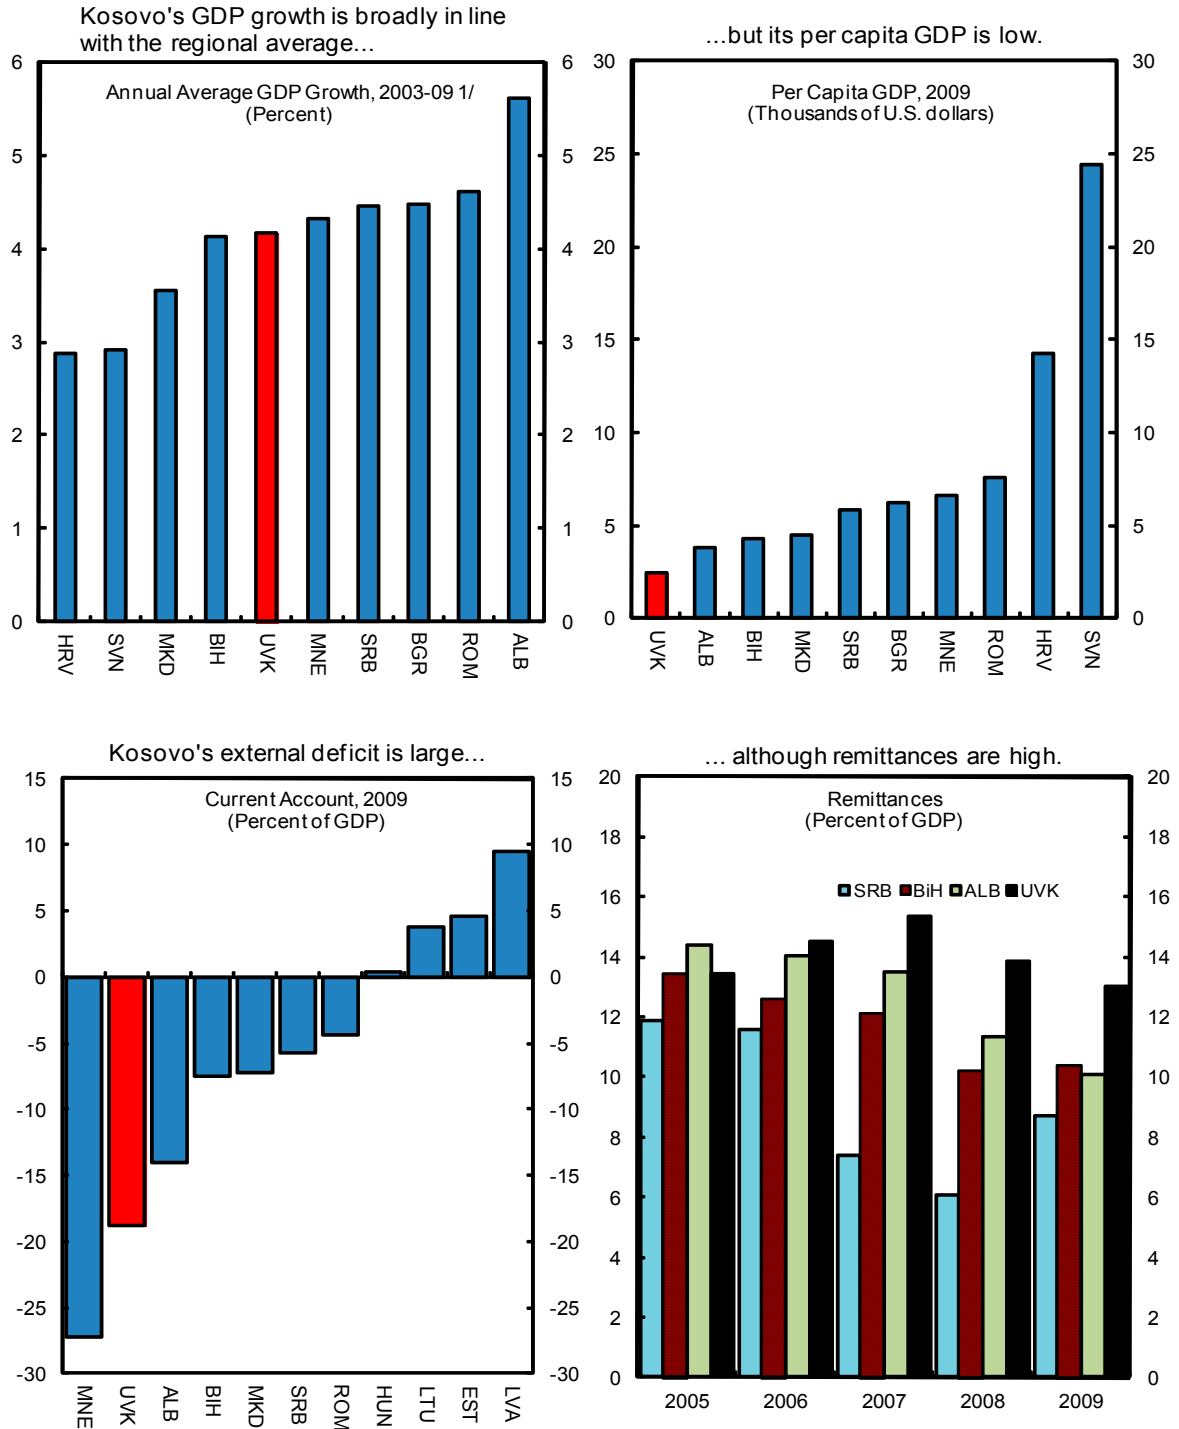 Kosovo's GDP growth is broadly in line
with the regional average…
Annual Average GDP Growth, 2003-09 1/
(Percent)
6 6
5 5
4 4
3 3
2 2
1 1
0 0
HRV SVN MKD BIH UVK MNE SRB BGR ROM ALB
…but its per capita GDP is low.
Per Capita GDP, 2009
(Thousands of U.S. dollars)
30 30
25 25
20 20
15 15
10 10
5 5
0 0
UVK ALB BIH MKD SRB BGR MNE ROM HRV SVN
Kosovo's external deficit is large…
Current Account, 2009
(Percent of GDP)
15 15
10 10
5 5
0 0
-5 -5
-10 -10
-15 -15
-20 -20
-25 -25
-30 -30
MNE UVK ALB BIH MKD SRB ROM HUN LTU EST LVA
… although remittances are high.
Remittances
(Percent of GDP)
SRB BiH ALB UVK
20 20
18 18
16 16
14 14
12 12
10 10
8 8
6 6
4 4
2 2
0 0
2005 2006 2007 2008 2009